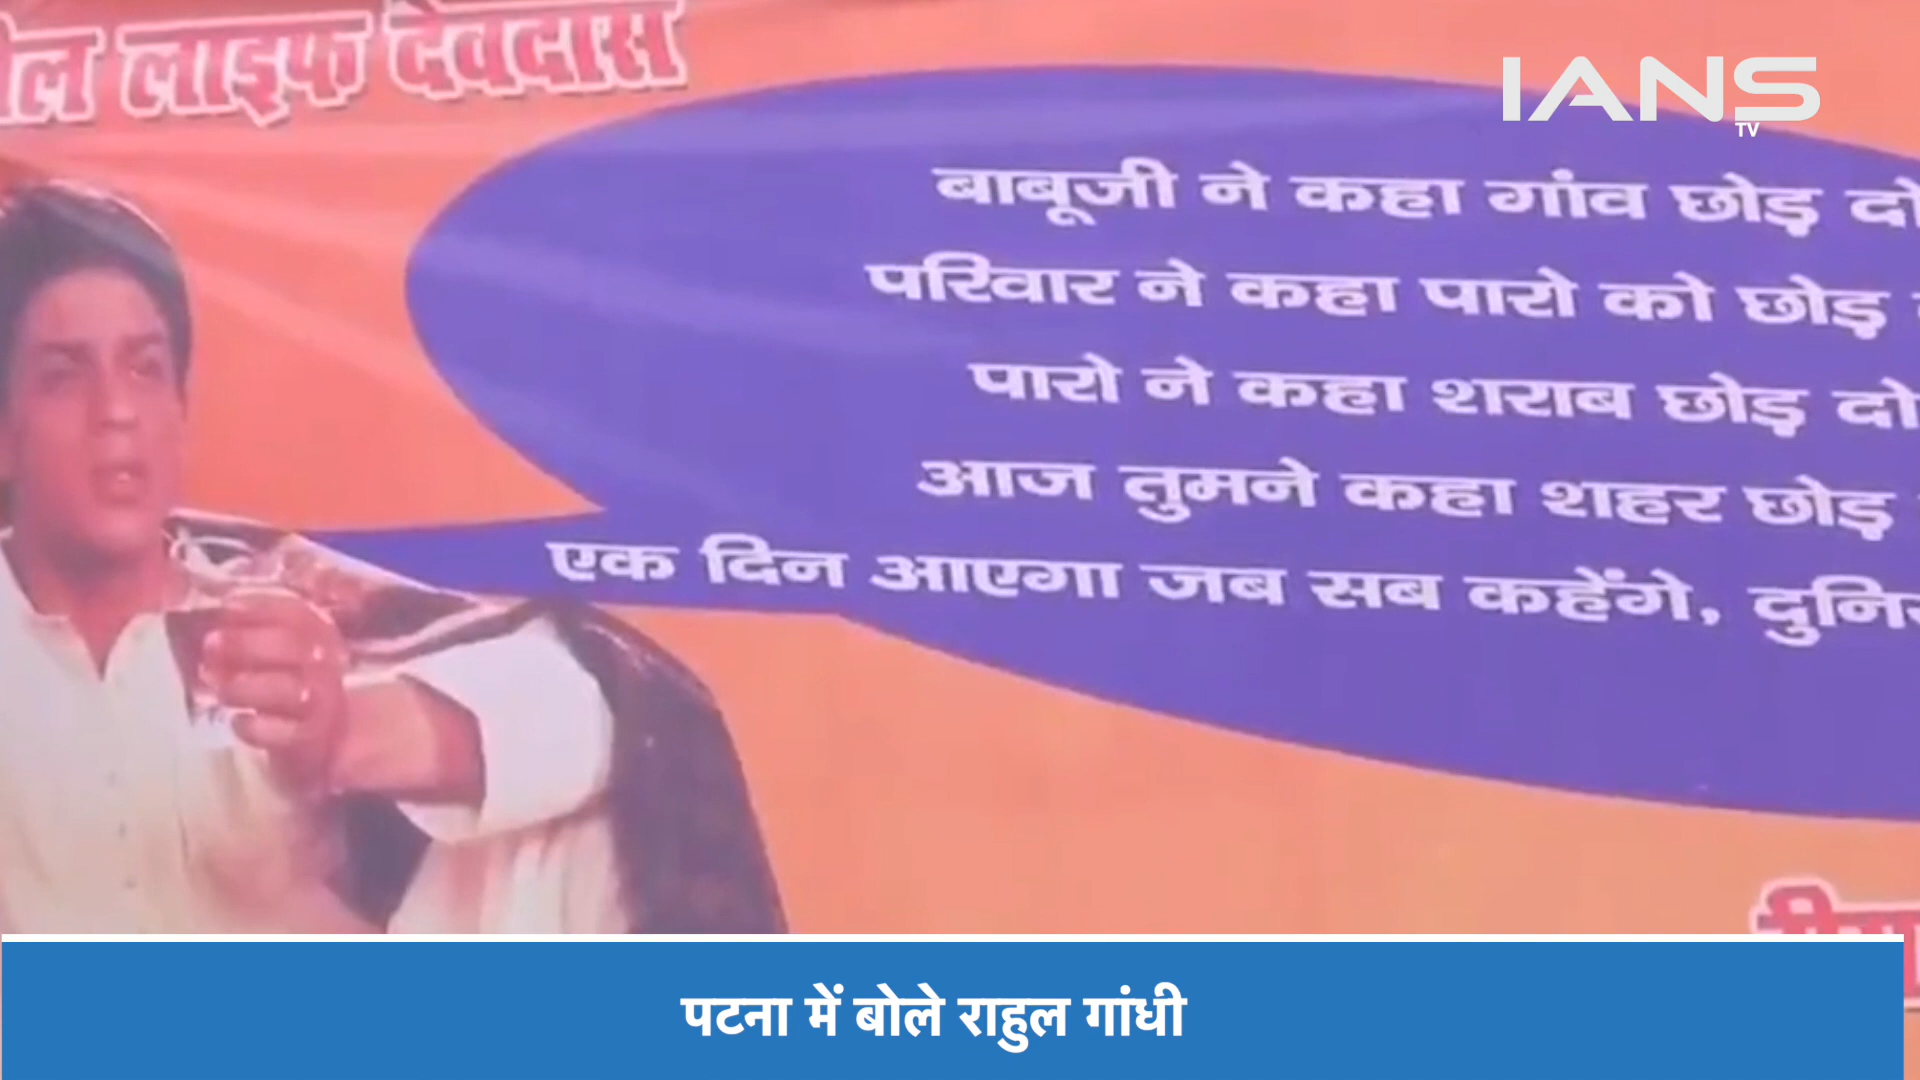 लाइफ देवदास
IANS
TV
बाबूजी ने कहा गांव छोड़ दो
परिवार ने कहा पारो को छोड़
पारो ने कहा शराब छोड़ दो
आज तुमने कहा शहर छोड़
एक दिन आएगा जब सब कहेंगे,
पटना में बोले राहुल गांधी